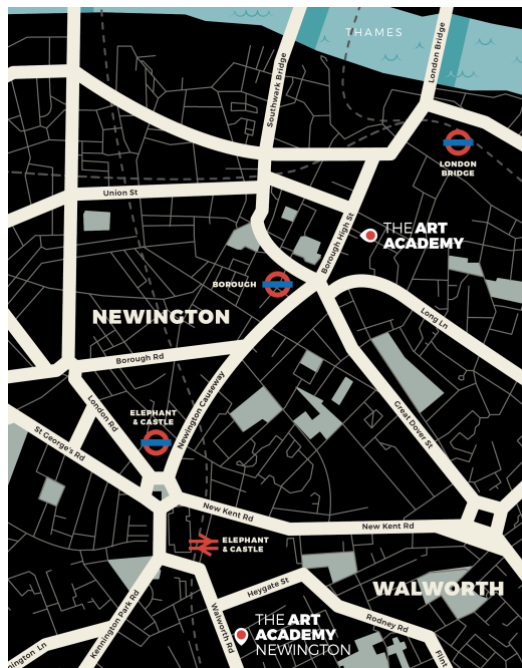 THAMES
Southwark Bridge
London Bridge
LONDON
BRIDGE
Union St
Borough High St
THE ART
ACADEMY
BOROUGH
NEWINGTON
Long Ln
Borough Rd
ELEPHANT
& CASTLE
London Rd
Newington Causeway
Great Dover St
St George's Rd
New Kent Rd
New Kent Rd
ELEPHANT
& CASTLE
Heygate St
WALWORTH
Kennington Park Rd
Walworth Rd
THE ART
ACADEMY
NEWINGTON
Rodney Rd
nington Ln
Flint